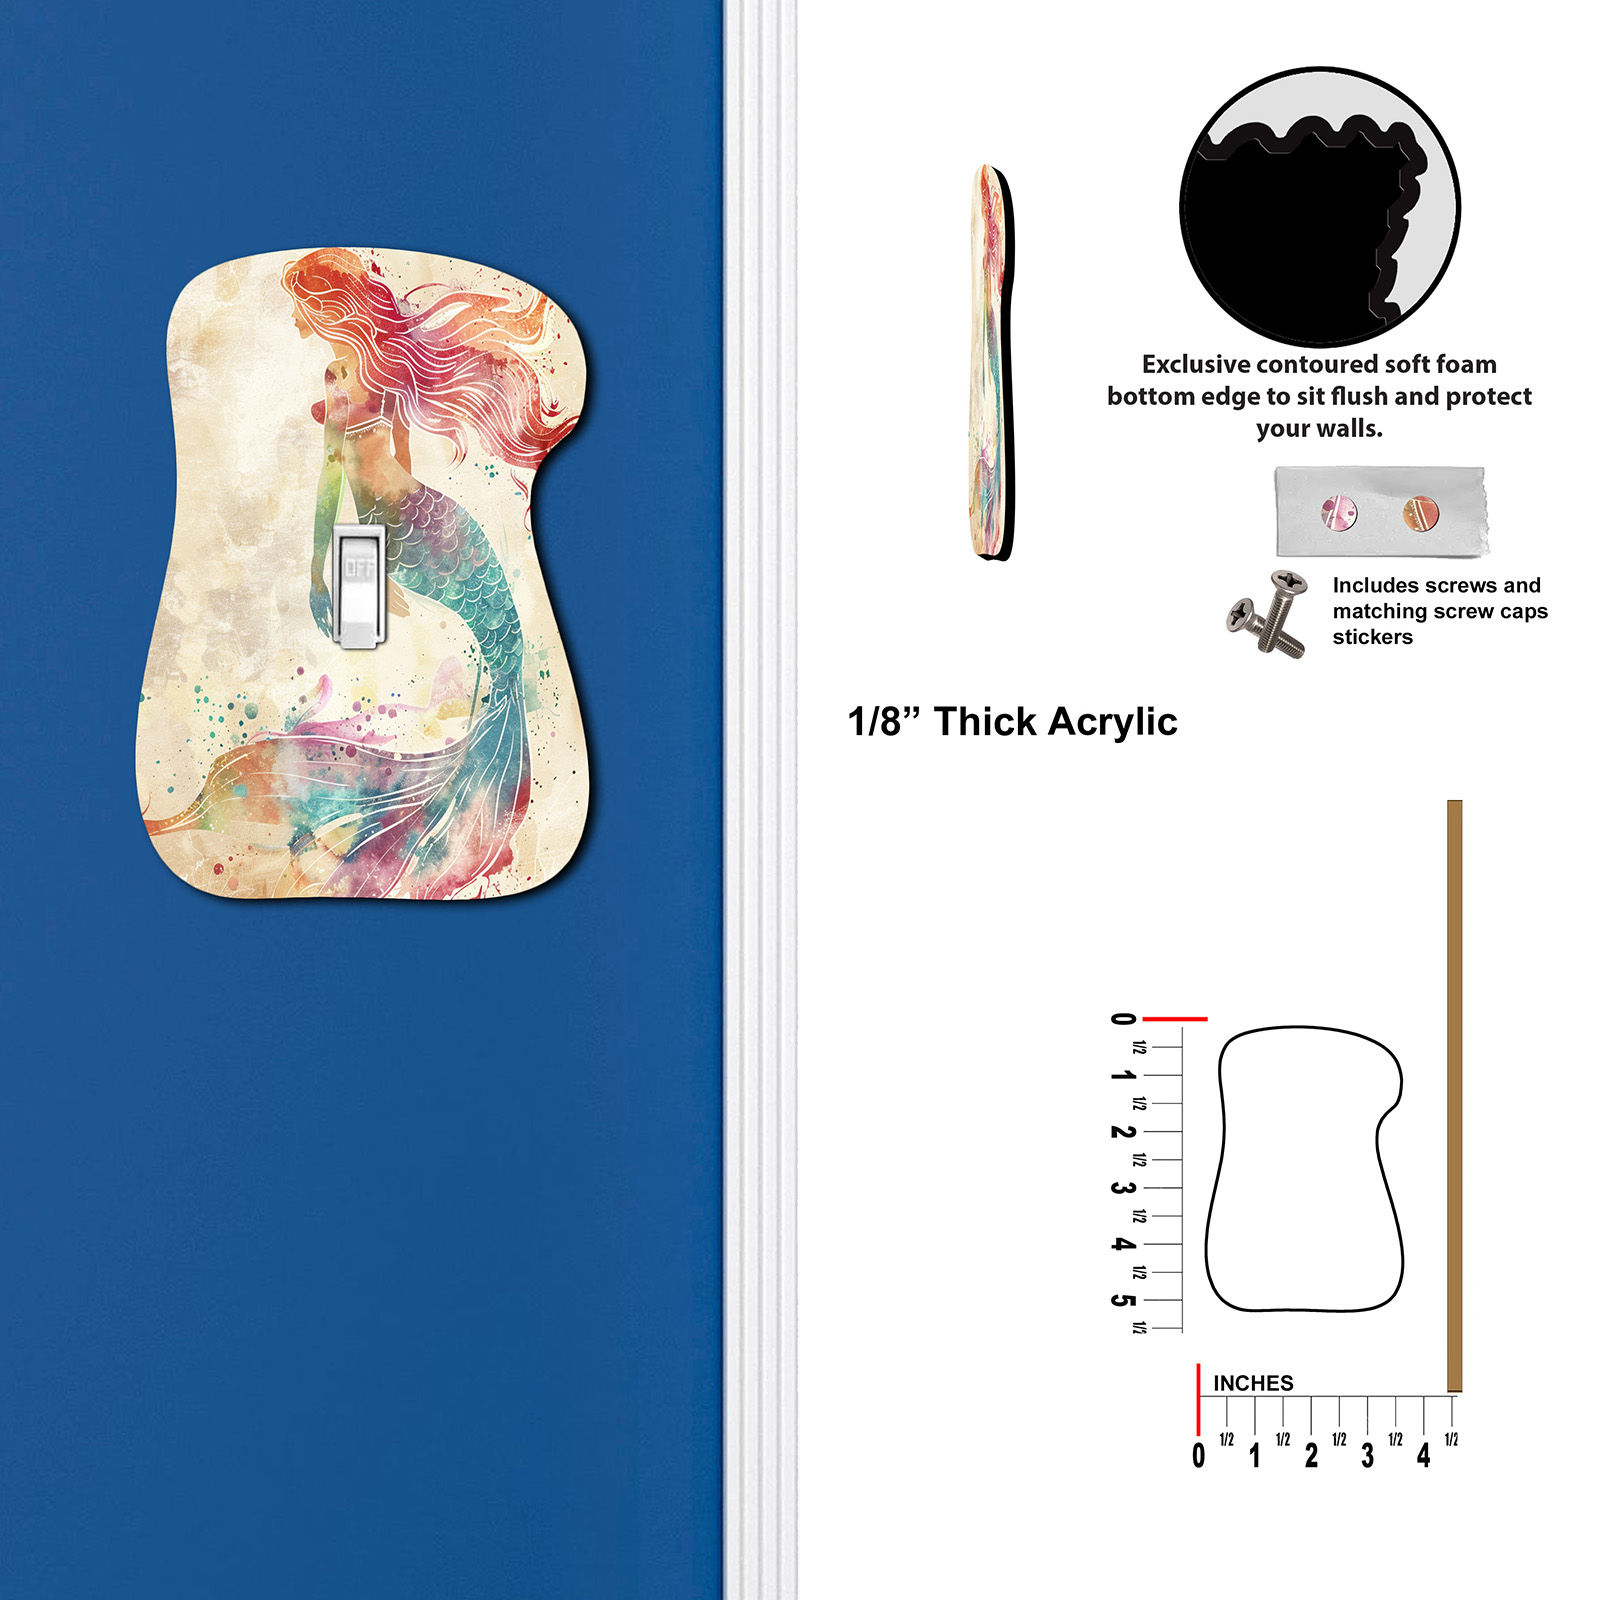 OFF
Exclusive contoured soft foam
bottom edge to sit flush and protect
your walls.
Includes screws and
matching screw caps
stickers
1/8” Thick Acrylic
0
1/2
1
1/2
2
1/2
3
1/2
4
1/2
5
1/2
INCHES
0 1/2 1 1/2 2 1/2 3 1/2 4 1/2